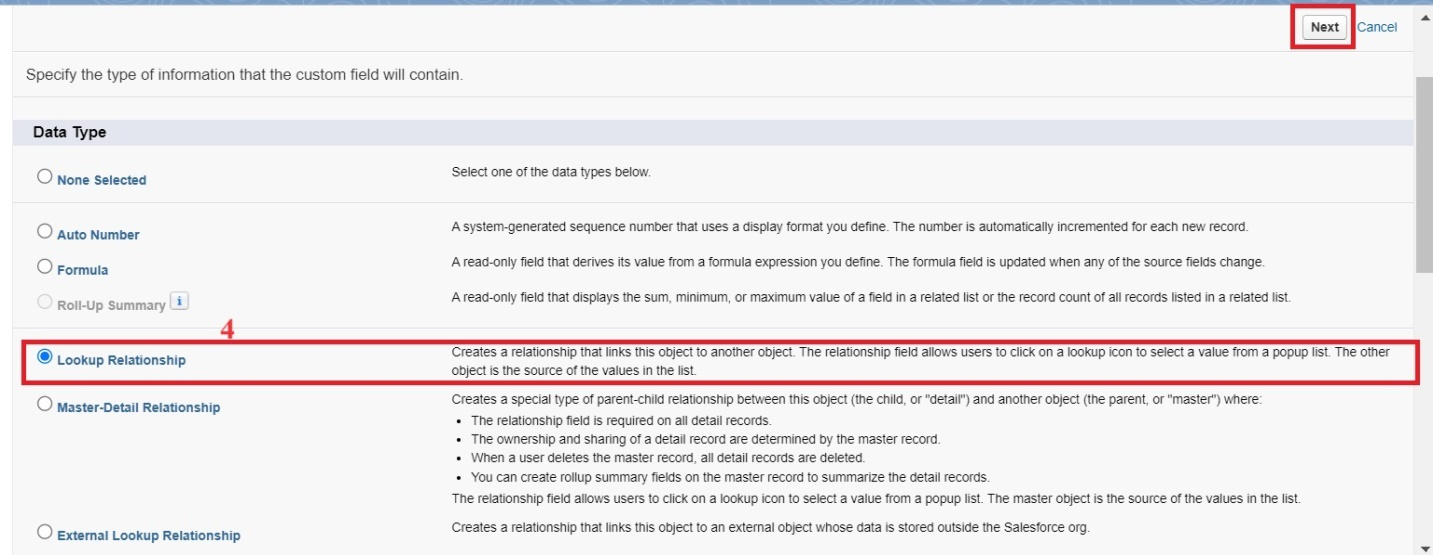 Next Cancel
Specify the type of information that the custom field will contain.
Data Type
None Selected
Select one of the data types below.
Auto Number
A system-generated sequence number that uses a display format you define. The number is automatically incremented for each new record.
Formula
A read-only field that derives its value from a formula expression you define. The formula field is updated when any of the source fields change.
Roll-Up Summary i
A read-only field that displays the sum, minimum, or maximum value of a field in a related list or the record count of all records listed in a related list.
4
Lookup Relationship
Creates a relationship that links this object to another object. The relationship field allows users to click on a lookup icon to select a value from a popup list. The other
object is the source of the values in the list.
Master-Detail Relationship
Creates a special type of parent-child relationship between this object (the child, or "detail") and another object (the parent, or "master") where:
• The relationship field is required on all detail records.
• The ownership and sharing of a detail record are determined by the master record.
• When a user deletes the master record, all detail records are deleted.
• You can create rollup summary fields on the master record to summarize the detail records.
The relationship field allows users to click on a lookup icon to select a value from a popup list. The master object is the source of the values in the list.
External Lookup Relationship
Creates a relationship that links this object to an external object whose data is stored outside the Salesforce org.